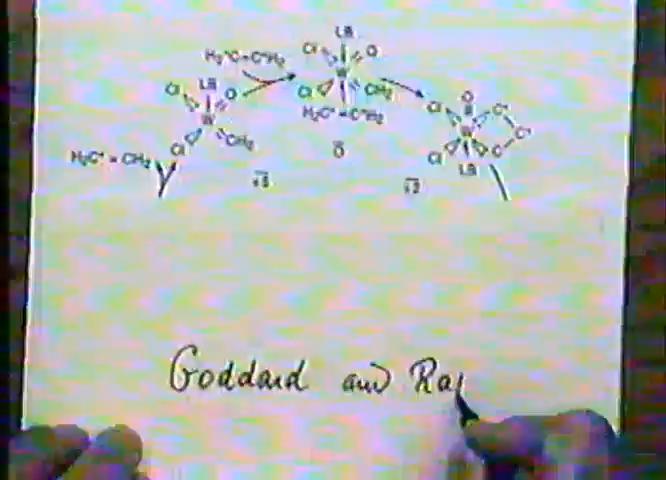 LB
H₂*C=C*H₂ Cl O
LB W
Cl O Cl CH₂ O
W H₂C*=C*H₂ Cl C*
Cl CH₂ W C*
H₂C*=CH₂ Cl C
LB
Goddard and Ra